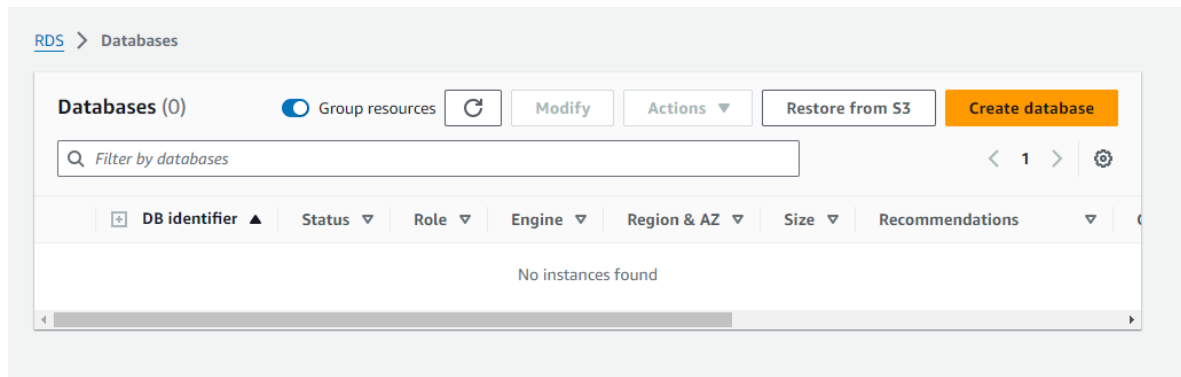 RDS > Databases
Databases (0) Group resources Modify Actions Restore from S3 Create database
Filter by databases 1
DB identifier Status Role Engine Region & AZ Size Recommendations
No instances found